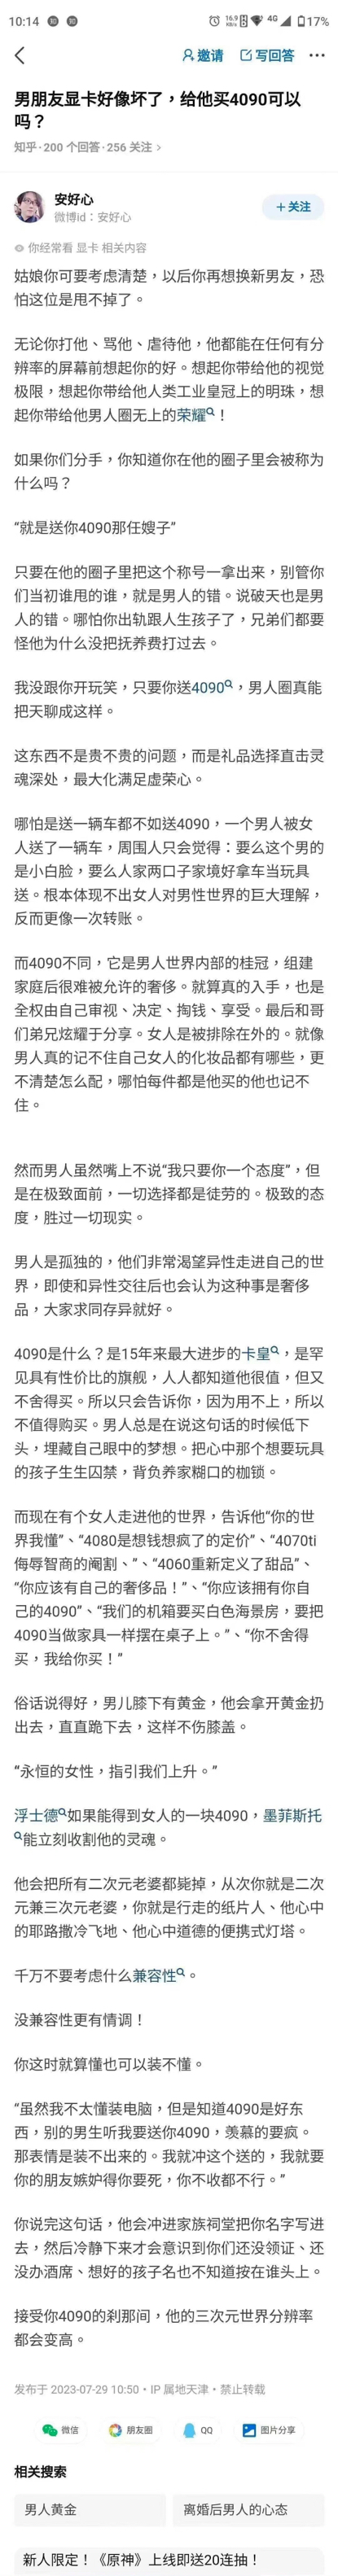 10:14 知 知 16.9 KB/s 4G 17%
邀请 写回答 ···
男朋友显卡好像坏了，给他买4090可以
吗？
知乎·200 个回答·256 关注 >
安好心
微博id：安好心
＋关注
你经常看 显卡 相关内容
姑娘你可要考虑清楚，以后你再想换新男友，恐
怕这位是甩不掉了。
无论你打他、骂他、虐待他，他都能在任何有分
辨率的屏幕前想起你的好。想起你带给他的视觉
极限，想起你带给他人类工业皇冠上的明珠，想
起你带给他男人圈无上的荣耀！
如果你们分手，你知道你在他的圈子里会被称为
什么吗？
“就是送你4090那任嫂子”
只要在他的圈子里把这个称号一拿出来，别管你
们当初谁甩的谁，就是男人的错。说破天也是男
人的错。哪怕你出轨跟人生孩子了，兄弟们都要
怪他为什么没把抚养费打过去。
我没跟你开玩笑，只要你送4090，男人圈真能
把天聊成这样。
这东西不是贵不贵的问题，而是礼品选择直击灵
魂深处，最大化满足虚荣心。
哪怕是送一辆车都不如送4090，一个男人被女
人送了一辆车，周围人只会觉得：要么这个男的
是小白脸，要么人家两口子家境好拿车当玩具
送。根本体现不出女人对男性世界的巨大理解，
反而更像一次转账。
而4090不同，它是男人世界内部的桂冠，组建
家庭后很难被允许的奢侈。就算真的入手，也是
全权由自己审视、决定、掏钱、享受。最后和哥
们弟兄炫耀于分享。女人是被排除在外的。就像
男人真的记不住自己女人的化妆品都有哪些，更
不清楚怎么配，哪怕每件都是他买的他也记不
住。
然而男人虽然嘴上不说“我只要你一个态度”，但
是在极致面前，一切选择都是徒劳的。极致的态
度，胜过一切现实。
男人是孤独的，他们非常渴望异性走进自己的世
界，即使和异性交往后也会认为这种事是奢侈
品，大家求同存异就好。
4090是什么？是15年来最大进步的卡皇，是罕
见具有性价比的旗舰，人人都知道他很值，但又
不舍得买。所以只会告诉你，因为用不上，所以
不值得购买。男人总是在说这句话的时候低下
头，埋藏自己眼中的梦想。把心中那个想要玩具
的孩子生生囚禁，背负养家糊口的枷锁。
而现在有个女人走进他的世界，告诉他“你的世
界我懂”、“4080是想钱想疯了的定价”、“4070ti
侮辱智商的阉割、”、“4060重新定义了甜品”、
“你应该有自己的奢侈品！”、“你应该拥有你自
己的4090”、“我们的机箱要买白色海景房，要把
4090当做家具一样摆在桌子上。”、“你不舍得
买，我给你买！”
俗话说得好，男儿膝下有黄金，他会拿开黄金扔
出去，直直跪下去，这样不伤膝盖。
“永恒的女性，指引我们上升。”
浮士德如果能得到女人的一块4090，墨菲斯托
能立刻收割他的灵魂。
他会把所有二次元老婆都毙掉，从次你就是二次
元兼三次元老婆，你就是行走的纸片人、他心中
的耶路撒冷飞地、他心中道德的便携式灯塔。
千万不要考虑什么兼容性。
没兼容性更有情调！
你这时就算懂也可以装不懂。
“虽然我不太懂装电脑，但是知道4090是好东
西，别的男生听我要送你4090，羡慕的要疯。
那表情是装不出来的。我就冲这个送的，我就要
你的朋友嫉妒得你要死，你不收都不行。”
你说完这句话，他会冲进家族祠堂把你名字写进
去，然后冷静下来才会意识到你们还没领证、还
没办酒席、想好的孩子名也不知道按在谁头上。
接受你4090的刹那间，他的三次元世界分辨率
都会变高。
发布于 2023-07-29 10:50・IP 属地天津・禁止转载
微信 朋友圈 QQ 图片分享
相关搜索
男人黄金 离婚后男人的心态
新人限定！《原神》上线即送20连抽！